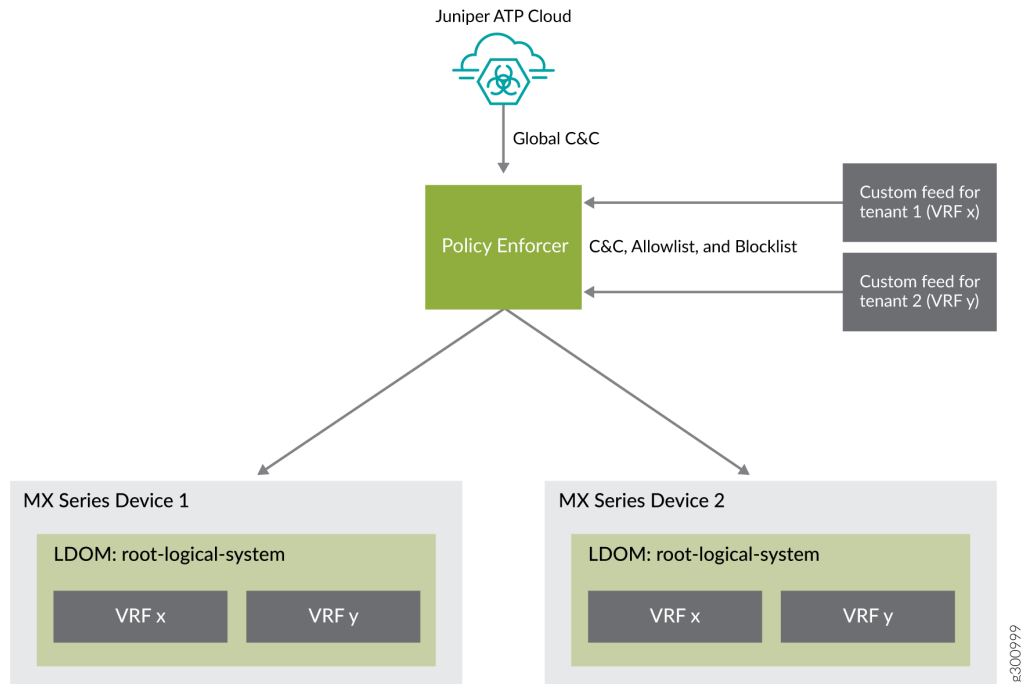 Juniper ATP Cloud
Global C&C
Custom feed for
tenant 1 (VRF x)
Policy Enforcer
C&C, Allowlist, and Blocklist
Custom feed for
tenant 2 (VRF y)
MX Series Device 1
LDOM: root-logical-system
VRF x
VRF y
MX Series Device 2
LDOM: root-logical-system
VRF x
VRF y
g300999